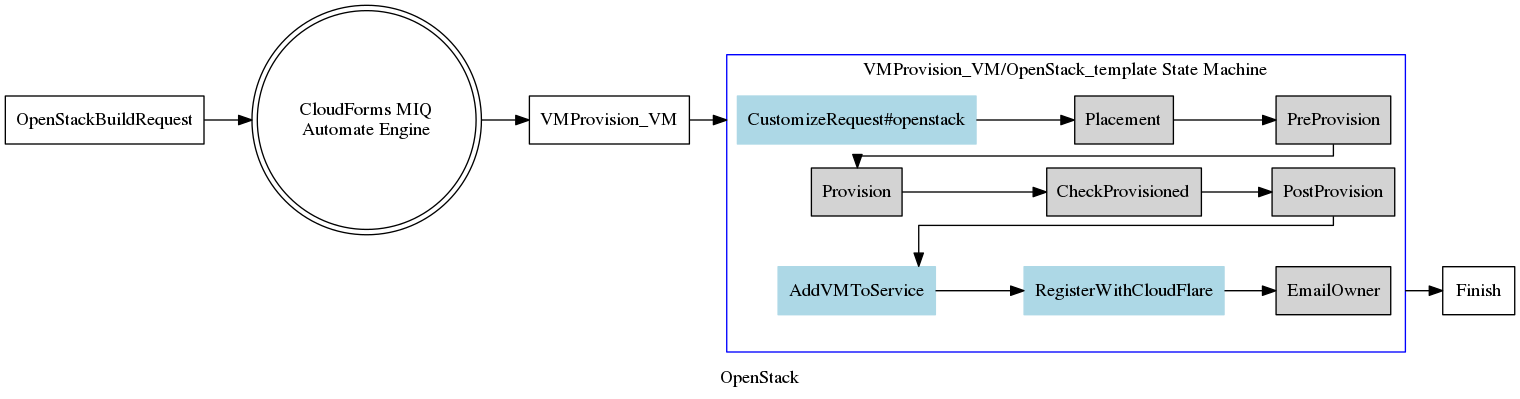 OpenStackBuildRequest
CloudForms MIQ
Automate Engine
VMProvision_VM
VMProvision_VM/OpenStack_template State Machine
CustomizeRequest#openstack
Placement
PreProvision
Provision
CheckProvisioned
PostProvision
AddVMToService
RegisterWithCloudFlare
EmailOwner
Finish
OpenStack